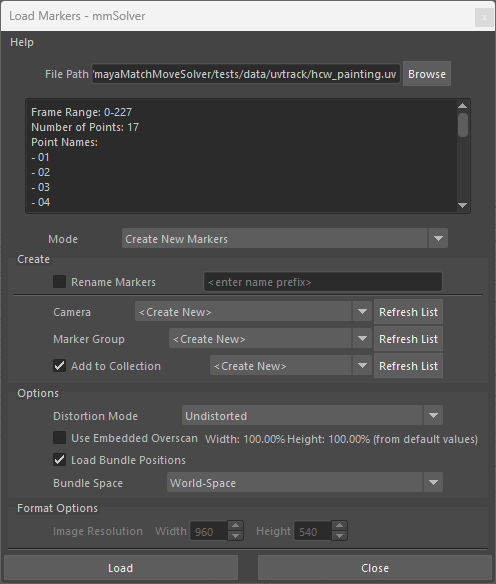 Load Markers - mmSolver
x
Help
File Path 'mayaMatchMoveSolver/tests/data/uvtrack/hcw_painting.uv Browse
Frame Range: 0-227
Number of Points: 17
Point Names:
- 01
- 02
- 03
- 04
Mode Create New Markers
Create
Rename Markers <enter name prefix>
Camera <Create New> Refresh List
Marker Group <Create New> Refresh List
Add to Collection <Create New> Refresh List
Options
Distortion Mode Undistorted
Use Embedded Overscan Width: 100.00% Height: 100.00% (from default values)
Load Bundle Positions
Bundle Space World-Space
Format Options
Image Resolution Width 960 Height 540
Load Close